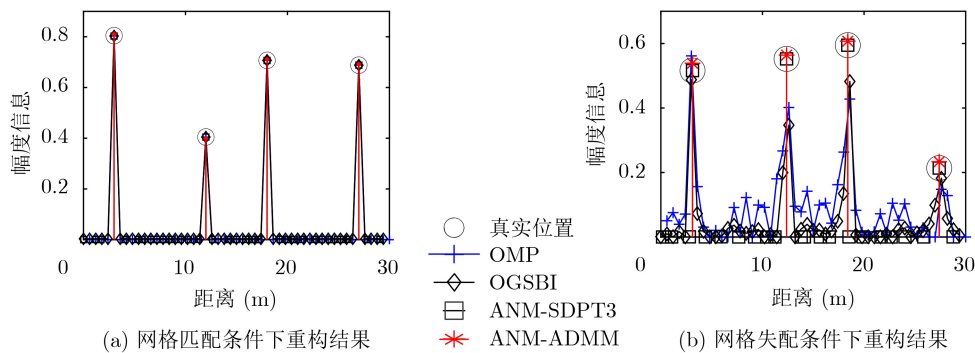 0.8
0.6
0.4
0.2
幅度信息
0 10 20 30
距离 (m)
(a) 网格匹配条件下重构结果
真实位置
OMP
OGSBI
ANM-SDPT3
ANM-ADMM
0.6
0.4
0.2
幅度信息
0 10 20 30
距离 (m)
(b) 网格失配条件下重构结果